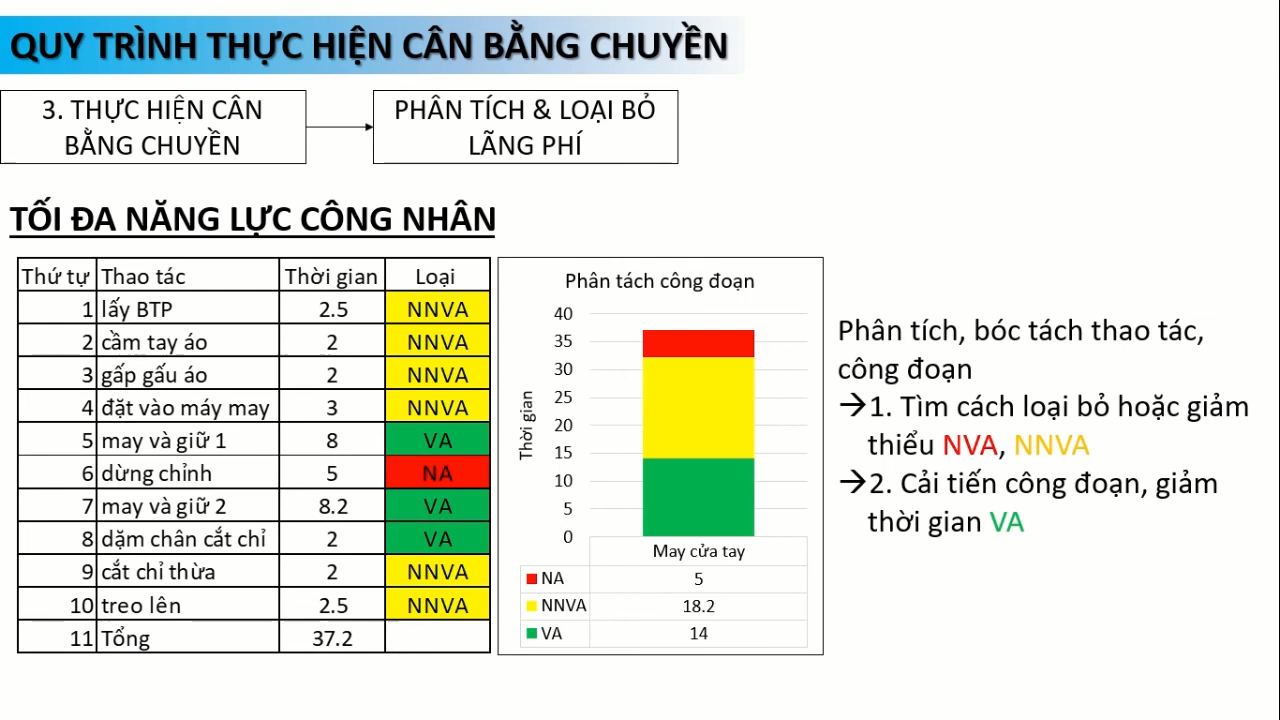 QUY TRÌNH THỰC HIỆN CÂN BẰNG CHUYỀN
3. THỰC HIỆN CÂN
BẰNG CHUYỀN
PHÂN TÍCH & LOẠI BỎ
LÃNG PHÍ
TỐI ĐA NĂNG LỰC CÔNG NHÂN
Thứ tự Thao tác Thời gian Loại
1 lấy BTP 2.5 NNVA
2 cầm tay áo 2 NNVA
3 gấp gấu áo 2 NNVA
4 đặt vào máy may 3 NNVA
5 may và giữ 1 8 VA
6 dừng chỉnh 5 NA
7 may và giữ 2 8.2 VA
8 dặm chân cắt chỉ 2 VA
9 cắt chỉ thừa 2 NNVA
10 treo lên 2.5 NNVA
11 Tổng 37.2
Phân tách công đoạn
Thời gian
40
35
30
25
20
15
10
5
0
May cửa tay
NA 5
NNVA 18.2
VA 14
Phân tích, bóc tách thao tác,
công đoạn
→1. Tìm cách loại bỏ hoặc giảm
thiểu NVA, NNVA
→2. Cải tiến công đoạn, giảm
thời gian VA